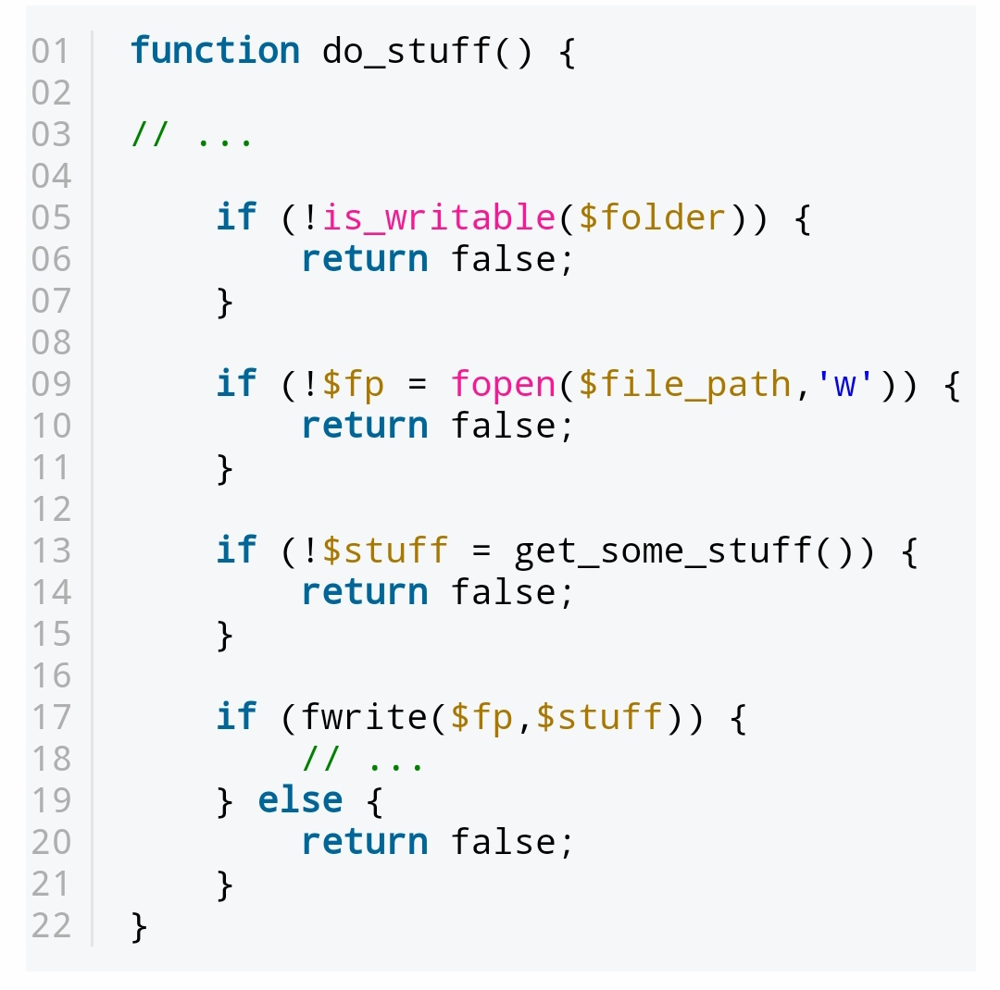 01 function do_stuff() {
02
03 // ...
04
05     if (!is_writable($folder)) {
06         return false;
07     }
08
09     if (!$fp = fopen($file_path,'w')) {
10         return false;
11     }
12
13     if (!$stuff = get_some_stuff()) {
14         return false;
15     }
16
17     if (fwrite($fp,$stuff)) {
18         // ...
19     } else {
20         return false;
21     }
22 }